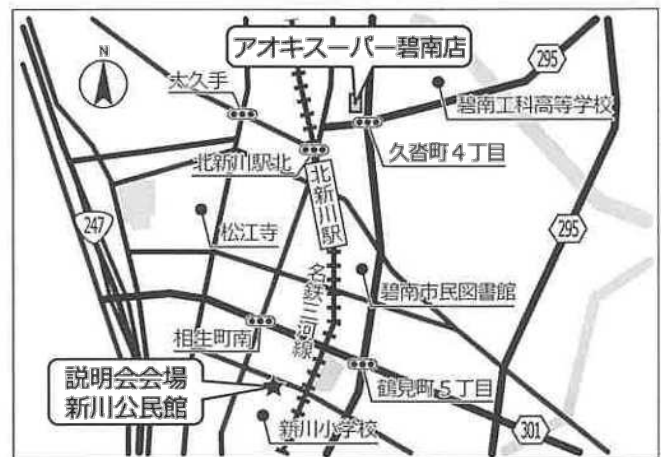 アオキスーパー碧南店
N
295
大久手
碧南工科高等学校
久沓町4丁目
北新川駅北
北新川駅
247
松江寺
295
名鉄三河線
碧南市民図書館
相生町南
説明会会場
新川公民館
鶴見町5丁目
新川小学校
301